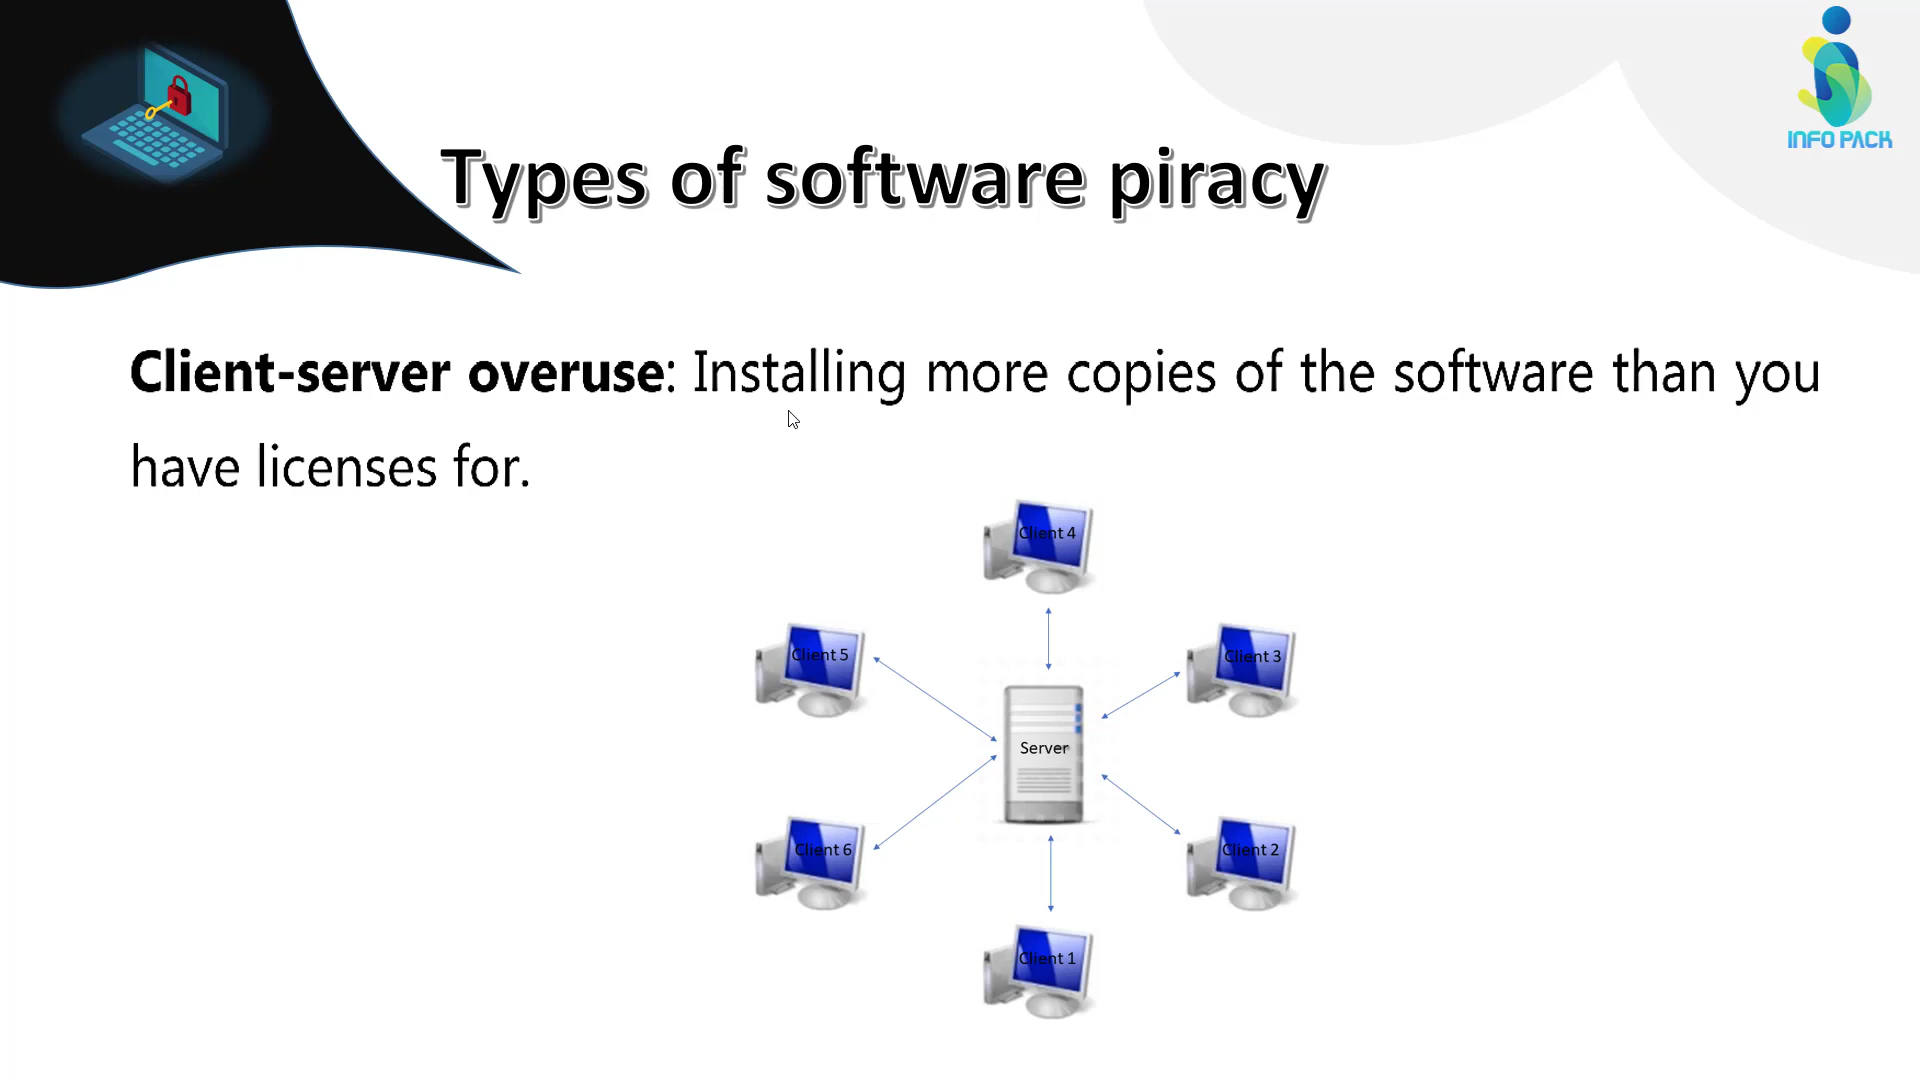 INFO PACK
Types of software piracy
Client-server overuse: Installing more copies of the software than you
have licenses for.
Client 4
Client 5
Client 3
Server
Client 6
Client 2
Client 1